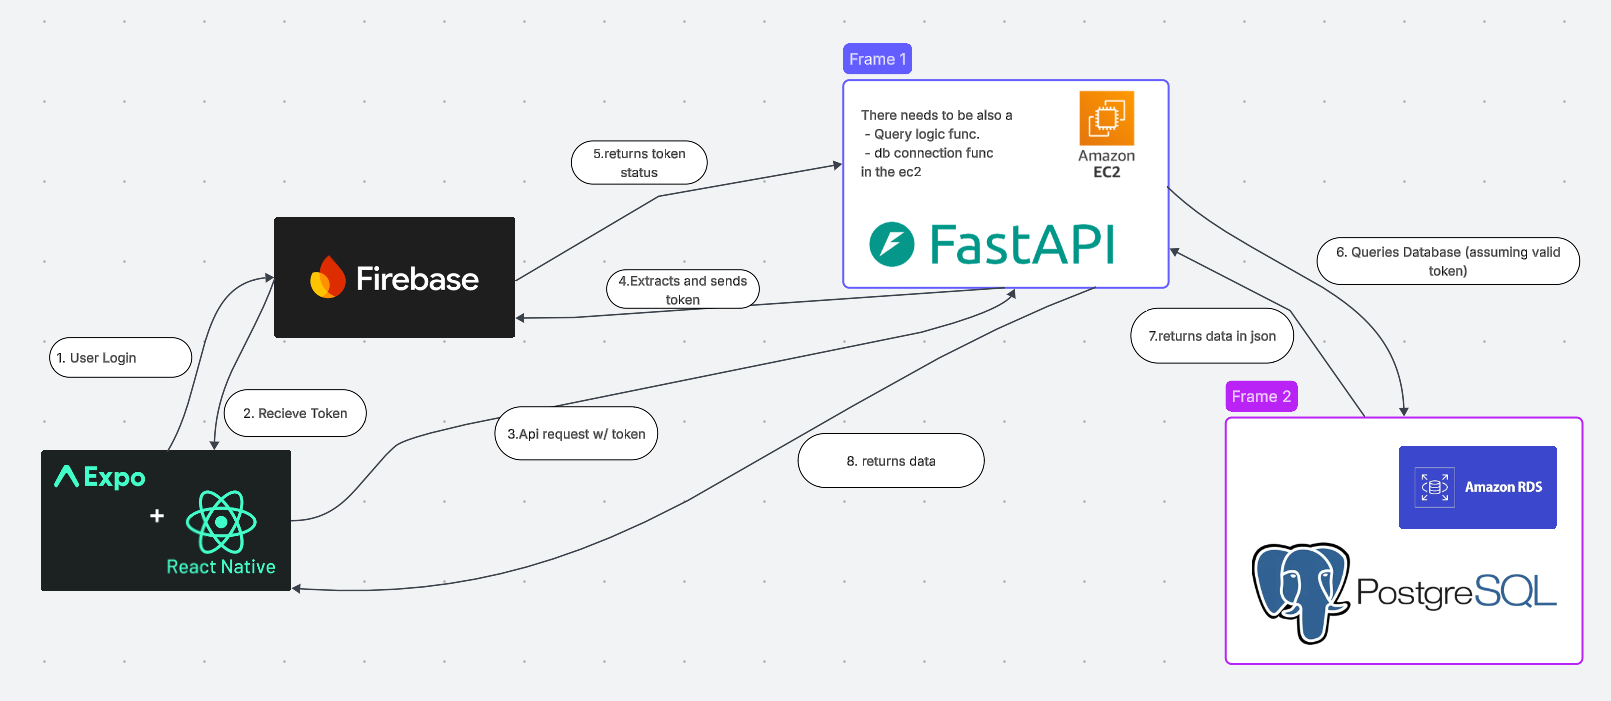 Frame 1
There needs to be also a
- Query logic func.
- db connection func
in the ec2
Amazon
EC2
FastAPI
5.returns token
status
Firebase
4.Extracts and sends
token
6. Queries Database (assuming valid
token)
7.returns data in json
1. User Login
2. Recieve Token
3.Api request w/ token
8. returns data
Expo
+
React Native
Frame 2
Amazon RDS
PostgreSQL